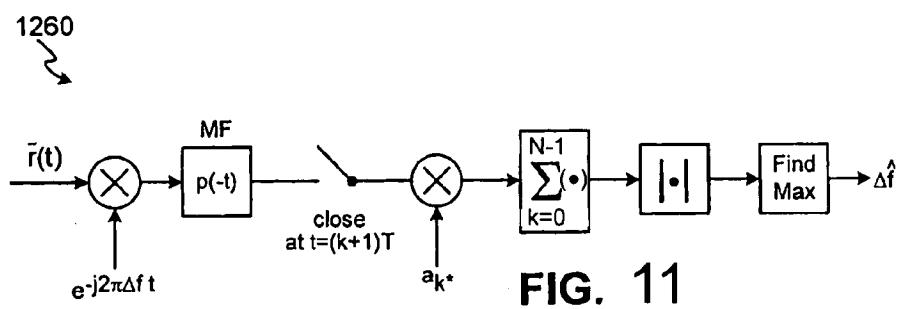 1260
r̃(t)
MF
p(-t)
close
at t=(k+1)T
e-j2πΔf t
ak*
N-1
∑(•)
k=0
|•|
Find
Max
Δf̂
FIG. 11